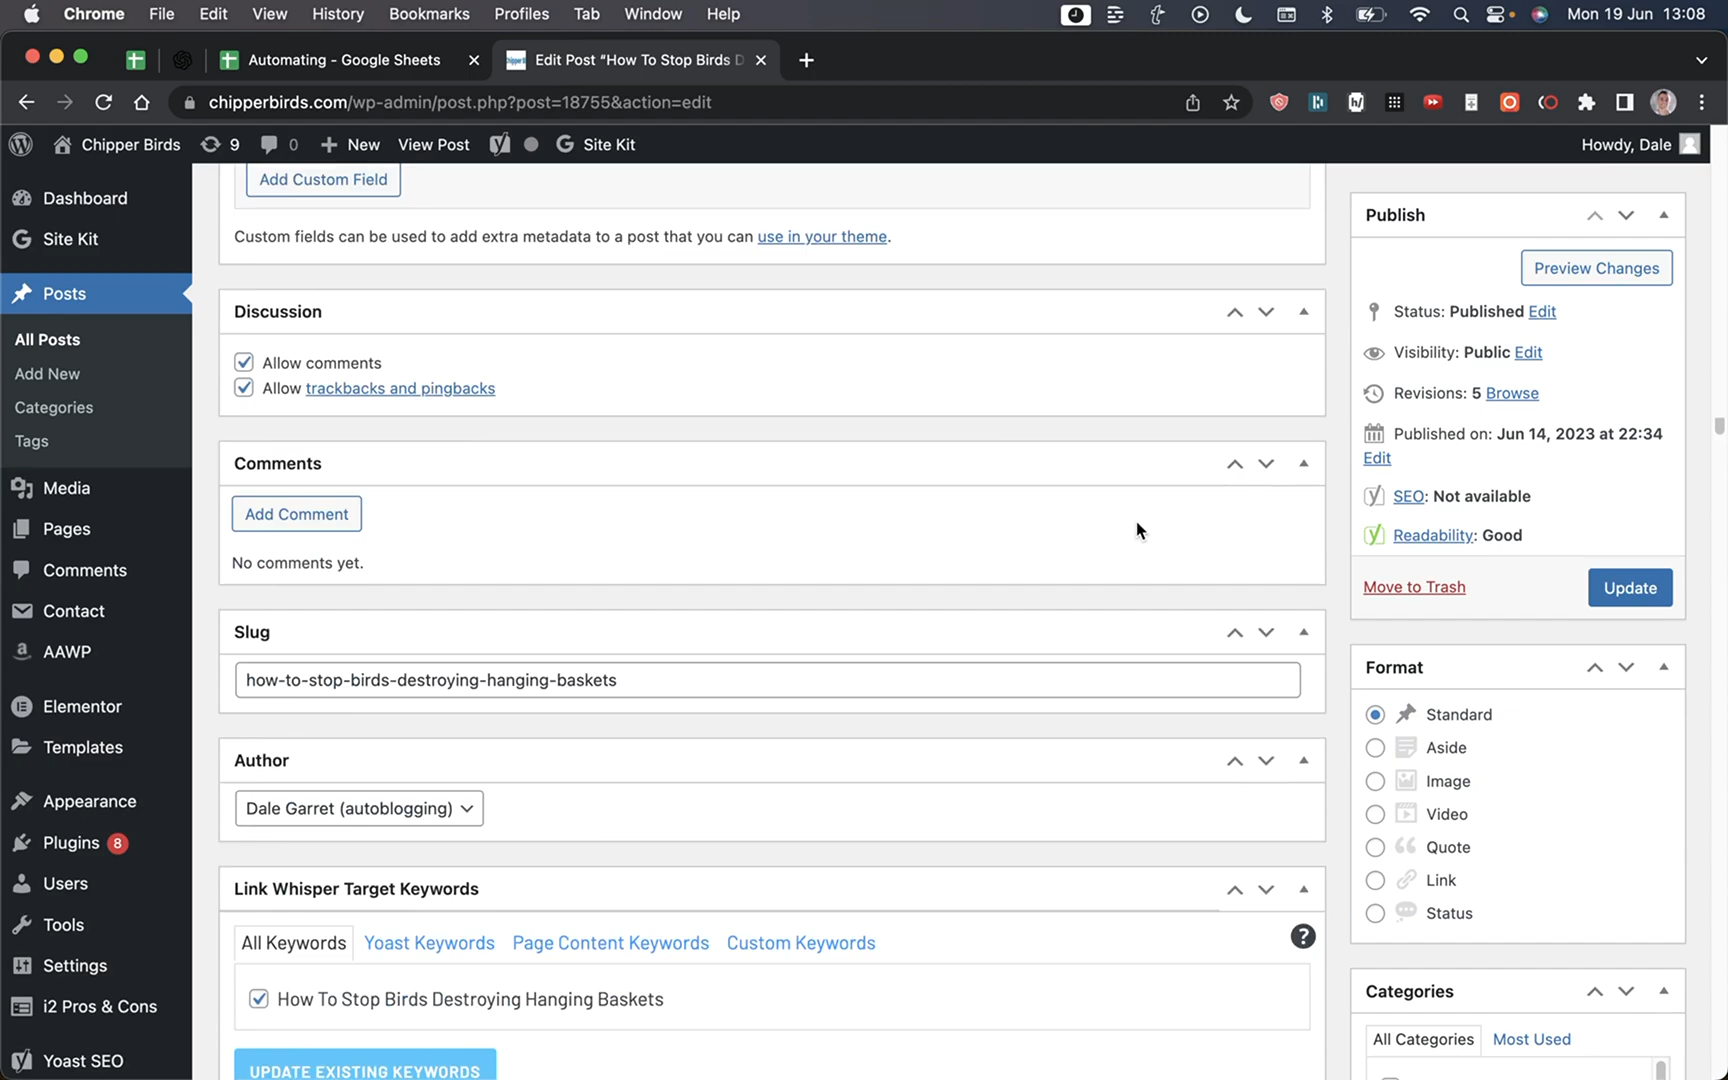 Chrome File Edit View History Bookmarks Profiles Tab Window Help Mon 19 Jun 13:08
Automating - Google Sheets Edit Post "How To Stop Birds D
chipperbirds.com/wp-admin/post.php?post=18755&action=edit
Chipper Birds 9 0 New View Post Site Kit Howdy, Dale
Dashboard
Site Kit
Posts
All Posts
Add New
Categories
Tags
Media
Pages
Comments
Contact
AAWP
Elementor
Templates
Appearance
Plugins 8
Users
Tools
Settings
i2 Pros & Cons
Yoast SEO
Add Custom Field
Custom fields can be used to add extra metadata to a post that you can use in your theme.
Discussion
Allow comments
Allow trackbacks and pingbacks
Comments
Add Comment
No comments yet.
Slug
how-to-stop-birds-destroying-hanging-baskets
Author
Dale Garret (autoblogging)
Link Whisper Target Keywords
All Keywords Yoast Keywords Page Content Keywords Custom Keywords
?
How To Stop Birds Destroying Hanging Baskets
UPDATE EXISTING KEYWORDS
Publish
Preview Changes
Status: Published Edit
Visibility: Public Edit
Revisions: 5 Browse
Published on: Jun 14, 2023 at 22:34
Edit
SEO: Not available
Readability: Good
Move to Trash Update
Format
Standard
Aside
Image
Video
Quote
Link
Status
Categories
All Categories Most Used